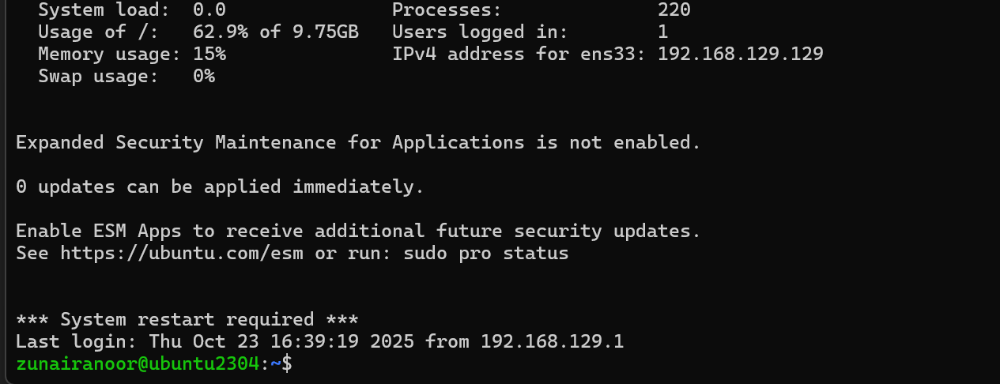 System load:  0.0               Processes:              220
Usage of /:   62.9% of 9.75GB   Users logged in:        1
Memory usage: 15%               IPv4 address for ens33: 192.168.129.129
Swap usage:   0%
Expanded Security Maintenance for Applications is not enabled.
0 updates can be applied immediately.
Enable ESM Apps to receive additional future security updates.
See https://ubuntu.com/esm or run: sudo pro status
*** System restart required ***
Last login: Thu Oct 23 16:39:19 2025 from 192.168.129.1
zunairanoor@ubuntu2304:~$